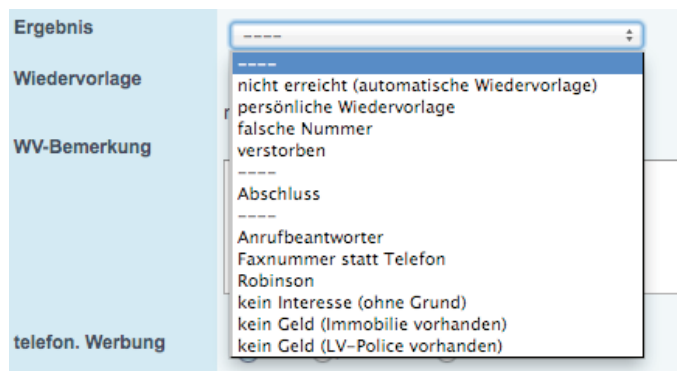 Ergebnis
----
Wiedervorlage
WV-Bemerkung
telefon. Werbung
----
nicht erreicht (automatische Wiedervorlage)
persönliche Wiedervorlage
falsche Nummer
verstorben
----
Abschluss
----
Anrufbeantworter
Faxnummer statt Telefon
Robinson
kein Interesse (ohne Grund)
kein Geld (Immobilie vorhanden)
kein Geld (LV-Police vorhanden)